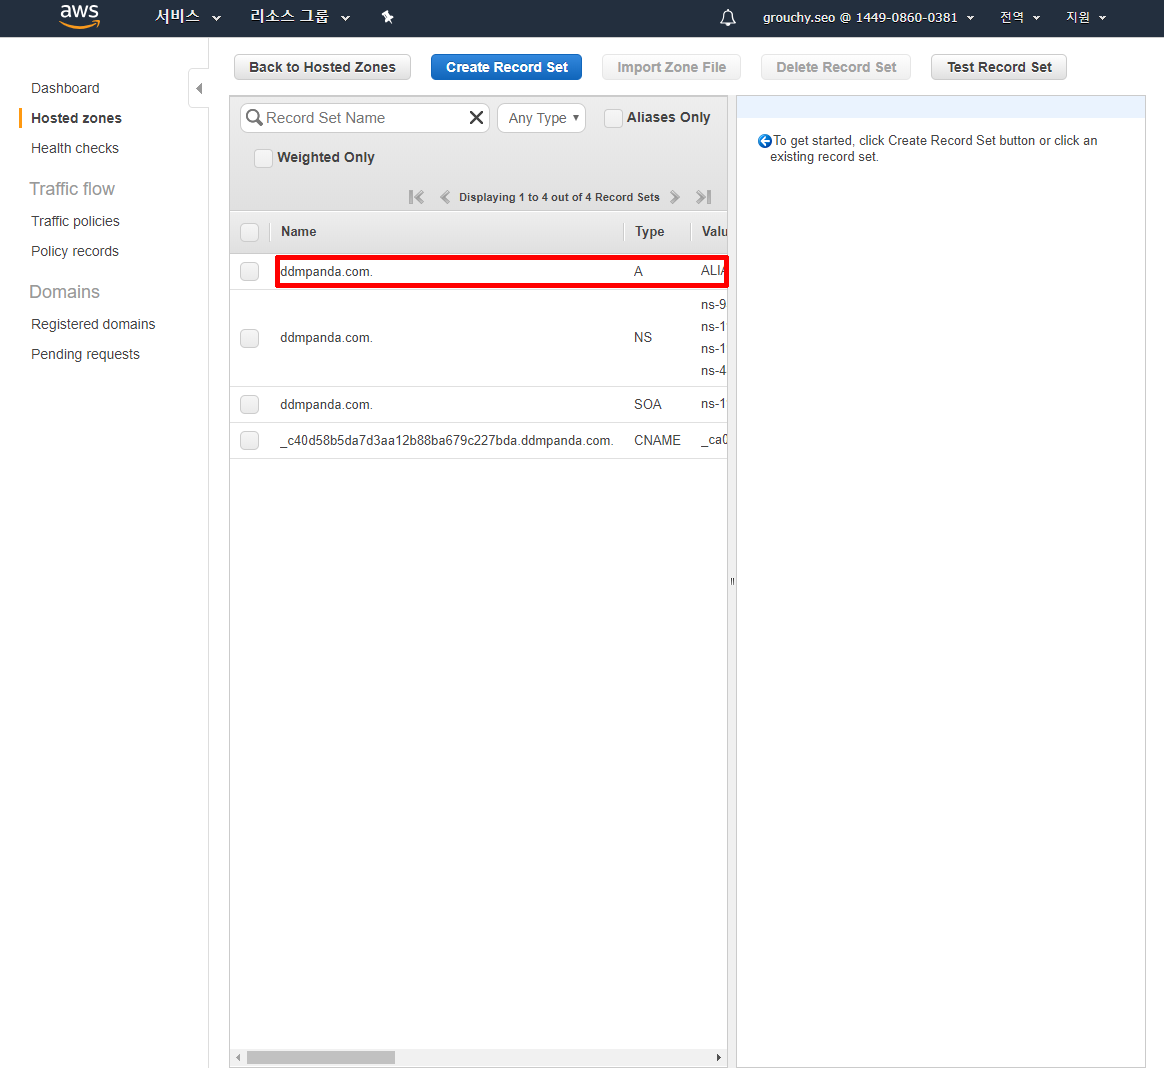 aws 서비스 리소스 그룹 grouchy.seo @ 1449-0860-0381 전역 지원
Back to Hosted Zones Create Record Set Import Zone File Delete Record Set Test Record Set
Dashboard
Hosted zones
Health checks
Traffic flow
Traffic policies
Policy records
Domains
Registered domains
Pending requests
Record Set Name Any Type Aliases Only
Weighted Only
Displaying 1 to 4 out of 4 Record Sets
Name Type Valu
ddmpanda.com. A ALIA
ddmpanda.com. NS ns-9
ns-1
ns-1
ns-4
ddmpanda.com. SOA ns-1
_c40d58b5da7d3aa12b88ba679c227bda.ddmpanda.com. CNAME _ca0
To get started, click Create Record Set button or click an
existing record set.